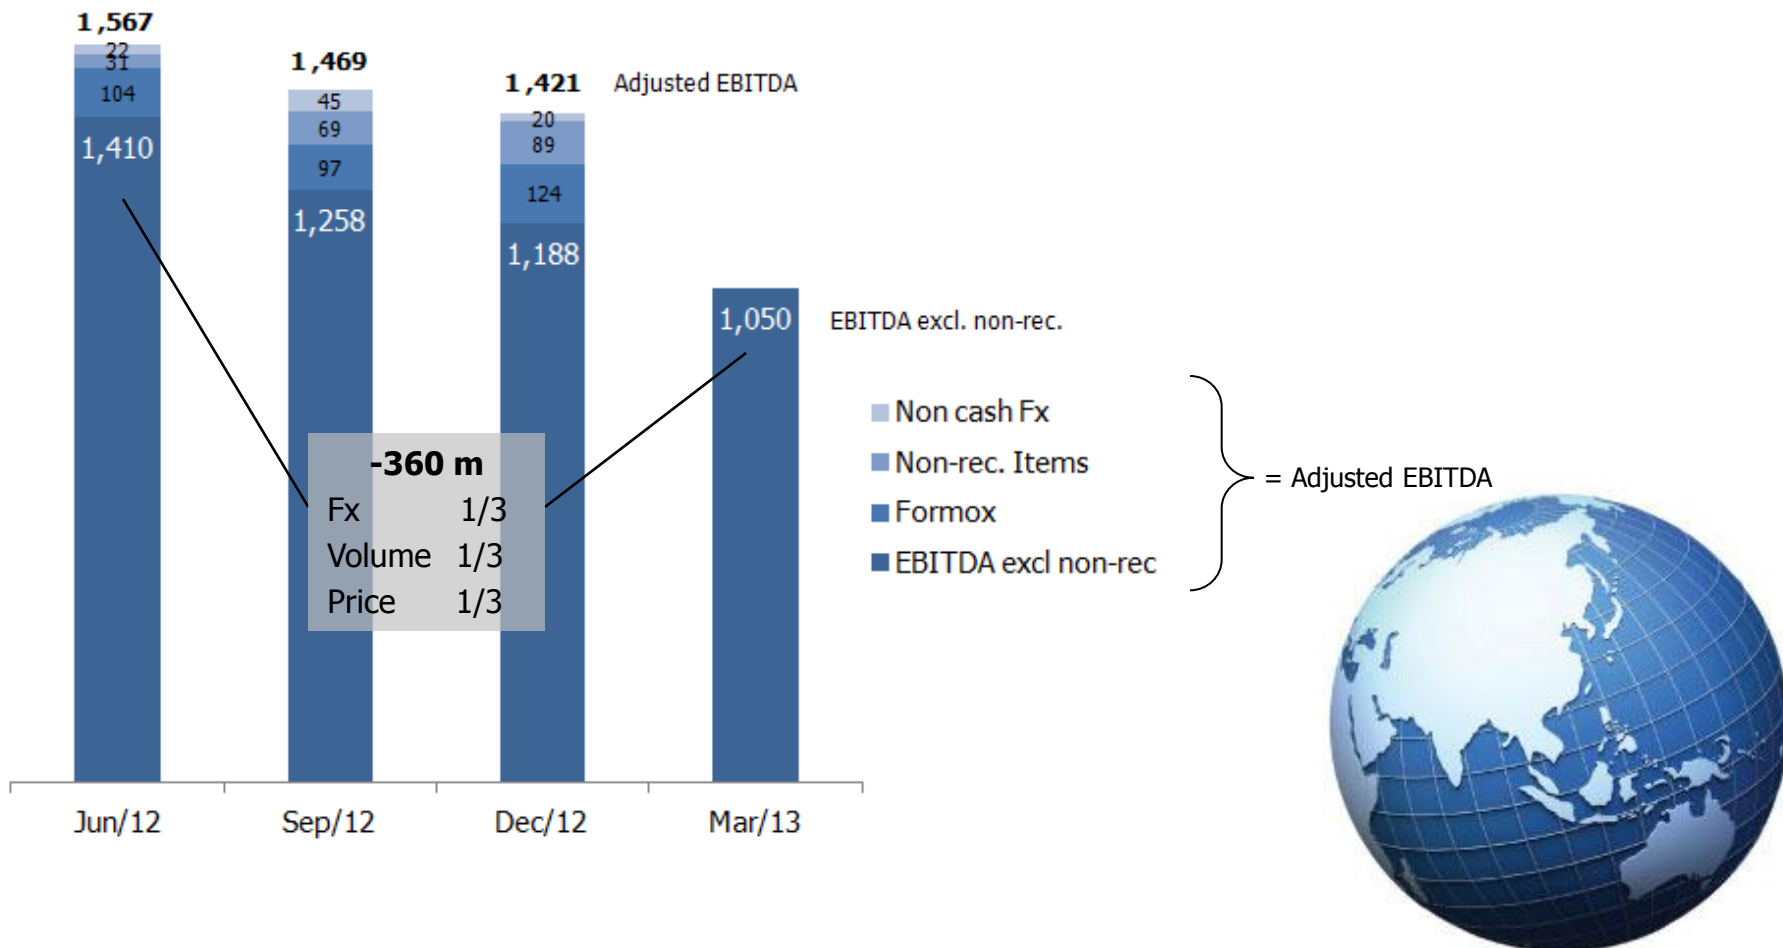 1,567
22
31
104
1,410
1,469
45
69
97
1,258
1,421
Adjusted EBITDA
20
89
124
1,188
1,050
EBITDA excl. non-rec.
-360 m
Fx 1/3
Volume 1/3
Price 1/3
Non cash Fx
Non-rec. Items
Formox
EBITDA excl non-rec
= Adjusted EBITDA
Jun/12
Sep/12
Dec/12
Mar/13